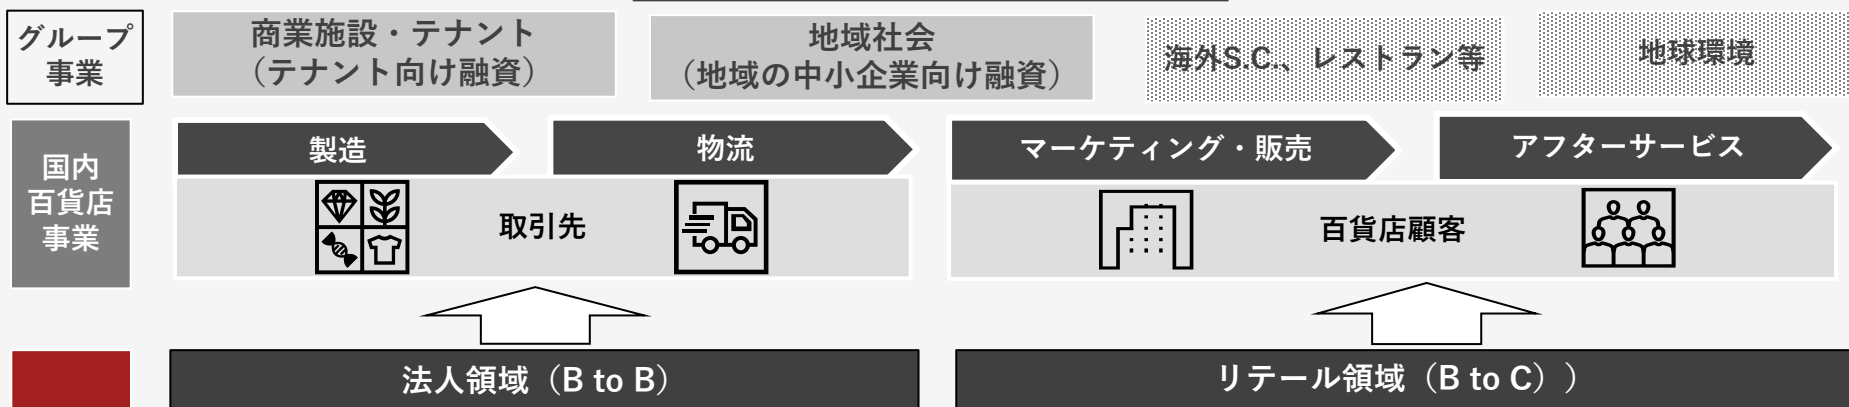 グループ
事業
商業施設・テナント
（テナント向け融資）
地域社会
（地域の中小企業向け融資）
海外S.C.、レストラン等
地球環境
国内
百貨店
事業
製造
物流
マーケティング・販売
アフターサービス
取引先
百貨店顧客
法人領域（B to B）
リテール領域（B to C））